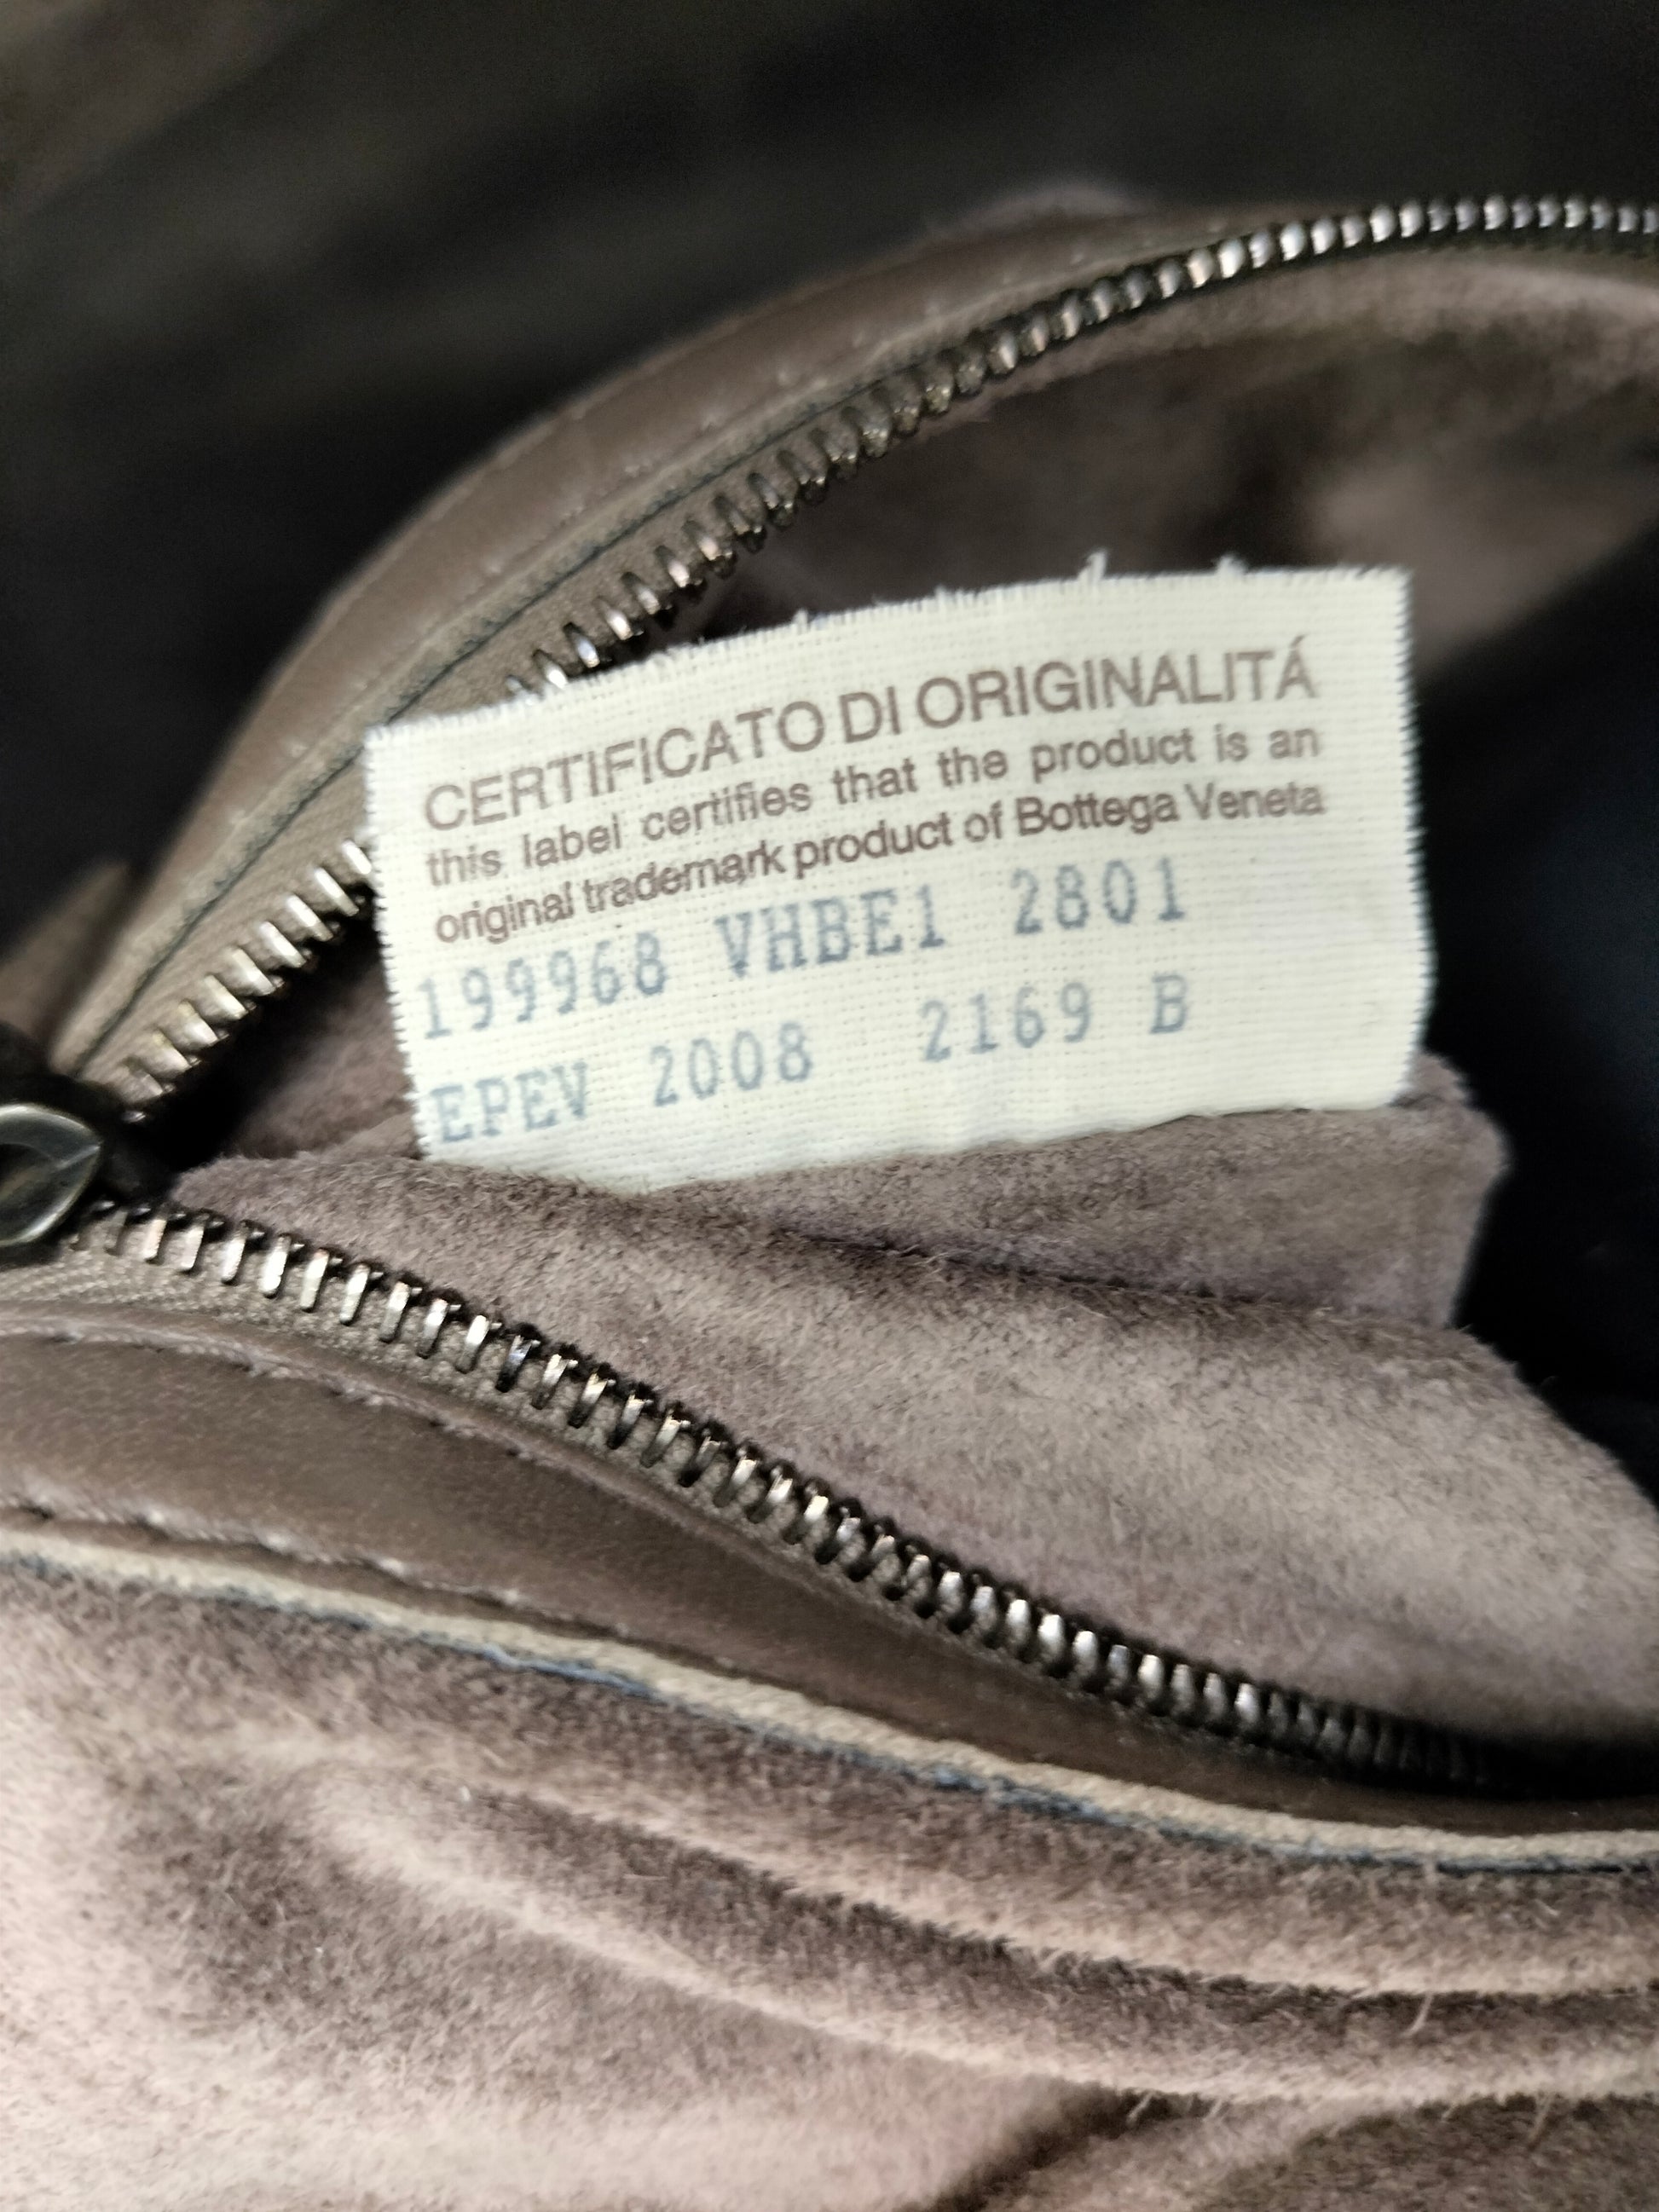 CERTIFICATO DI ORIGINALITÁ
this label certifies that the product is an
original trademark product of Bottega Veneta
199968 VHBE1 2801
EPEV 2008 2169 B